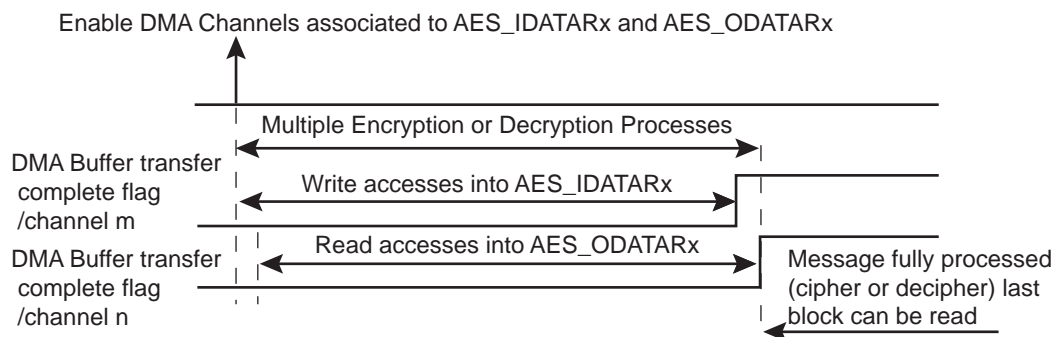 Enable DMA Channels associated to AES_IDATARx and AES_ODATARx
Multiple Encryption or Decryption Processes
DMA Buffer transfer
complete flag
/channel m
Write accesses into AES_IDATARx
DMA Buffer transfer
complete flag
/channel n
Read accesses into AES_ODATARx
Message fully processed
(cipher or decipher) last
block can be read